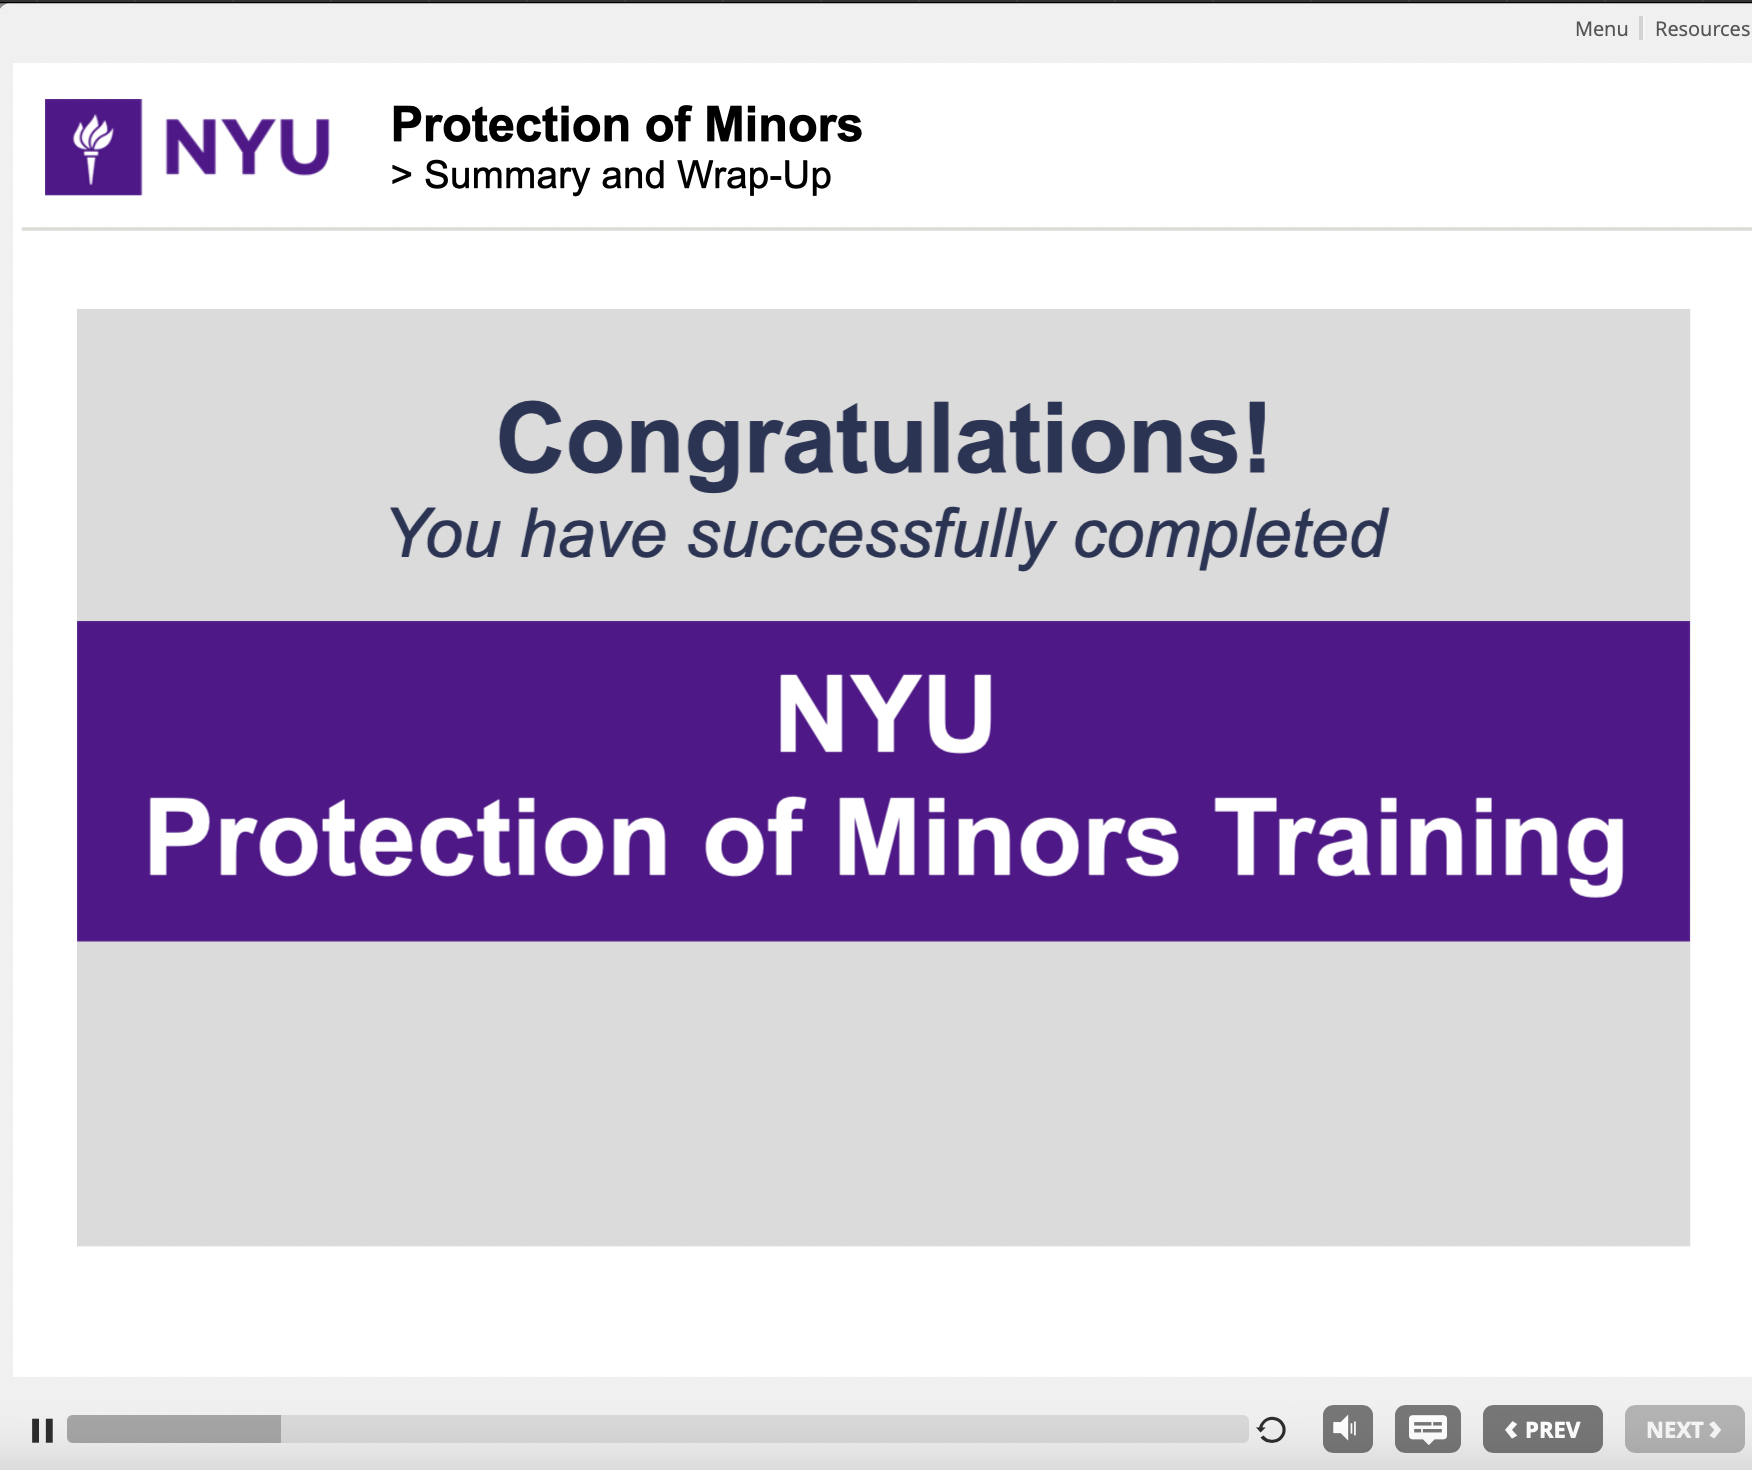 Menu
Resources
NYU
Protection of Minors
> Summary and Wrap-Up
Congratulations!
You have successfully completed
NYU
Protection of Minors Training
PREV
NEXT